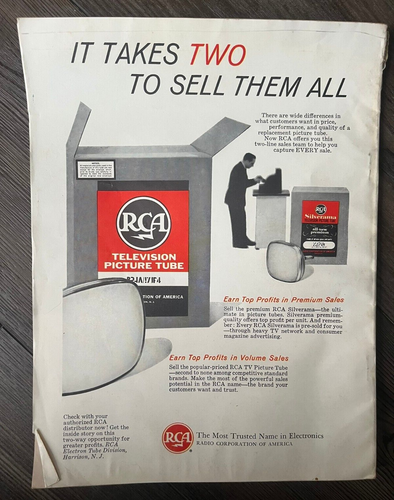 IT TAKES TWO
TO SELL THEM ALL
There are wide differences in
what customers want in price,
performance, and quality of a
replacement picture tube.
Now RCA offers you this
two-line sales team to help you
capture EVERY sale.
RCA
TELEVISION
PICTURE TUBE
TION OF AMERICA
RCA
Silverama
all-new
premium
Earn Top Profits in Premium Sales
Sell the premium RCA Silverama—the ulti-
mate in picture tubes. Silverama premium-
quality offers top profit per unit. And remem-
ber: Every RCA Silverama is pre-sold for you
—through heavy TV network and consumer
magazine advertising.
Earn Top Profits in Volume Sales
Sell the popular-priced RCA TV Picture Tube
—second to none among competitive standard
brands. Make the most of the powerful sales
potential in the RCA name—the brand your
customers want and trust.
Check with your
authorized RCA
distributor now! Get the
inside story on this
two-way opportunity for
greater profits. RCA
Electron Tube Division,
Harrison, N. J.
RCA
The Most Trusted Name in Electronics
RADIO CORPORATION OF AMERICA